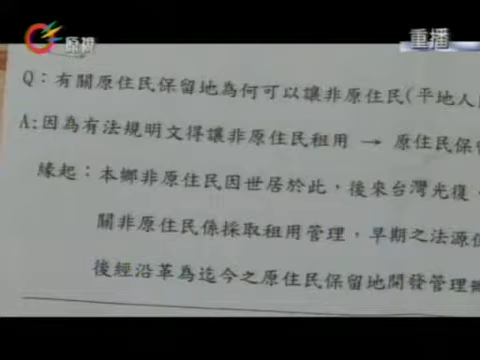 原視
重播
Q：有關原住民保留地為何可以讓非原住民(平地人
A:因為有法規明文得讓非原住民租用 → 原住民保
緣起：本鄉非原住民因世居於此，後來台灣光復，
關非原住民係採取租用管理，早期之法源
後經沿革為迄今之原住民保留地開發管理